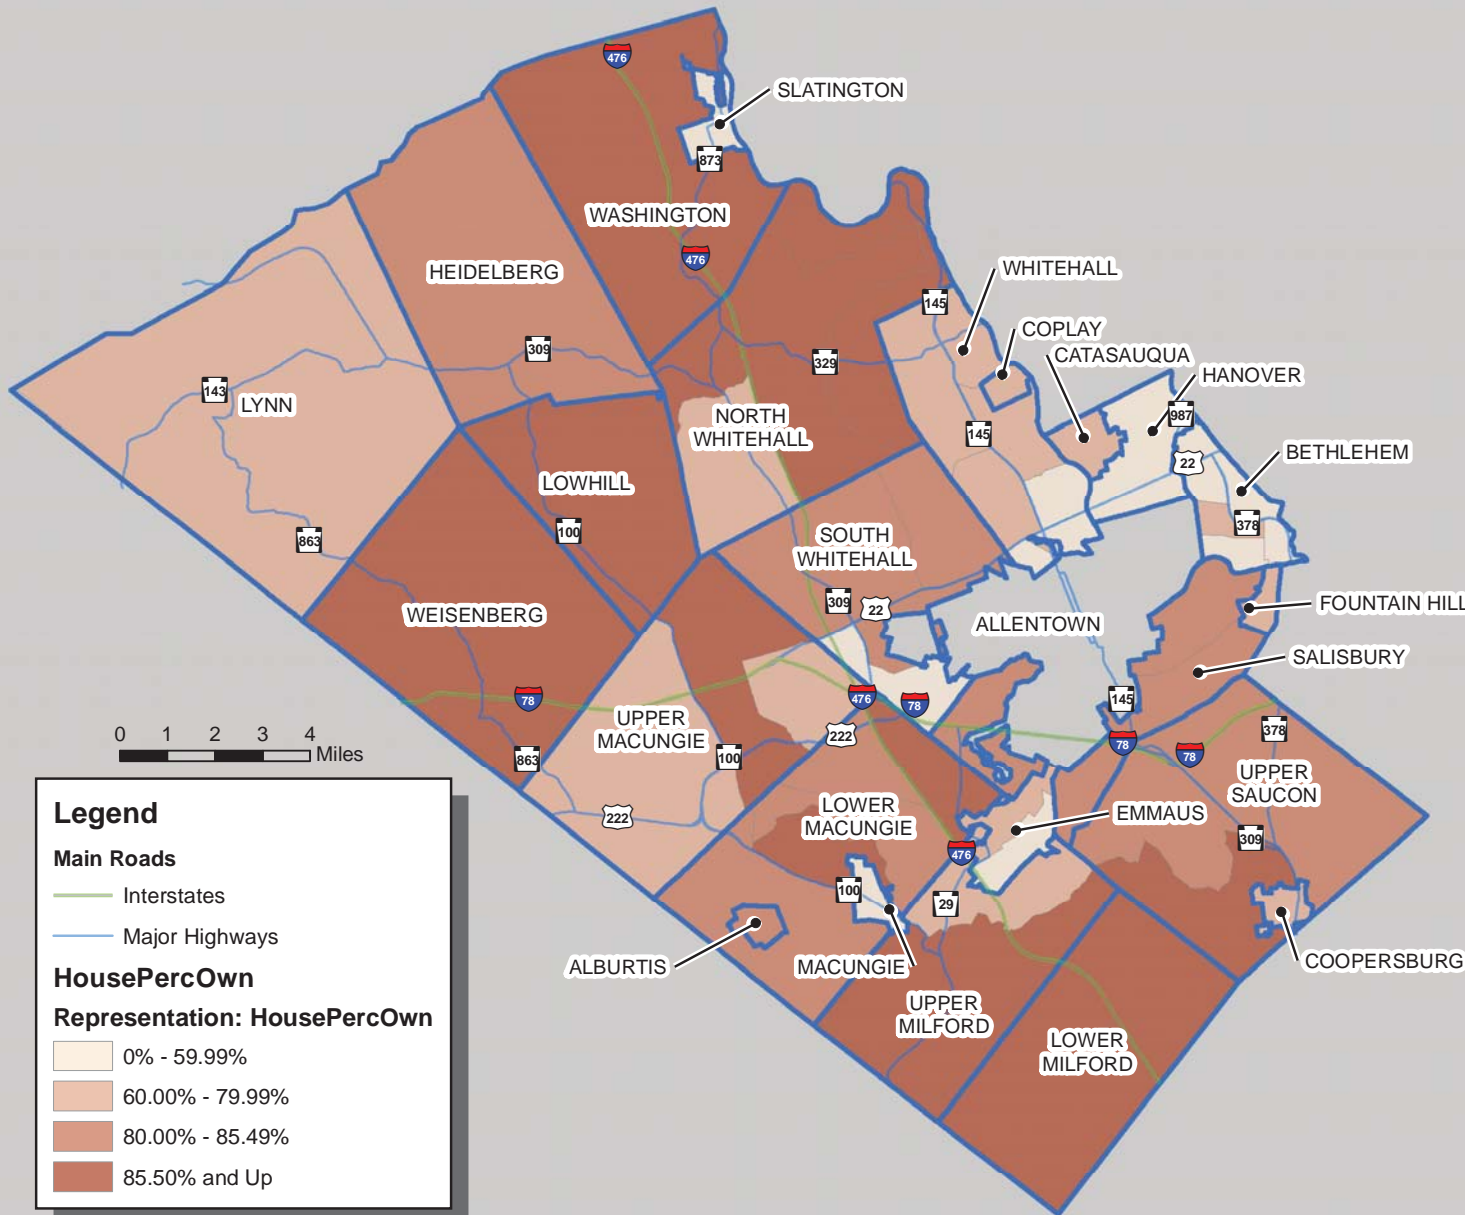 476
SLATINGTON
873
WASHINGTON
476
HEIDELBERG
WHITEHALL
145
COPLAY
CATASAUQUA
309
329
HANOVER
143
LYNN
987
NORTH
WHITEHALL
145
22
BETHLEHEM
LOWHILL
378
100
863
SOUTH
WHITEHALL
309
22
FOUNTAIN HILL
WEISENBERG
ALLENTOWN
SALISBURY
78
476
78
145
UPPER
MACUNGIE
222
378
78
78
863
100
UPPER
SAUCON
222
LOWER
MACUNGIE
EMMAUS
309
476
100
29
ALBURTIS
MACUNGIE
COOPERSBURG
UPPER
MILFORD
LOWER
MILFORD
0 1 2 3 4
Miles
Legend
Main Roads
Interstates
Major Highways
HousePercOwn
Representation: HousePercOwn
0% - 59.99%
60.00% - 79.99%
80.00% - 85.49%
85.50% and Up